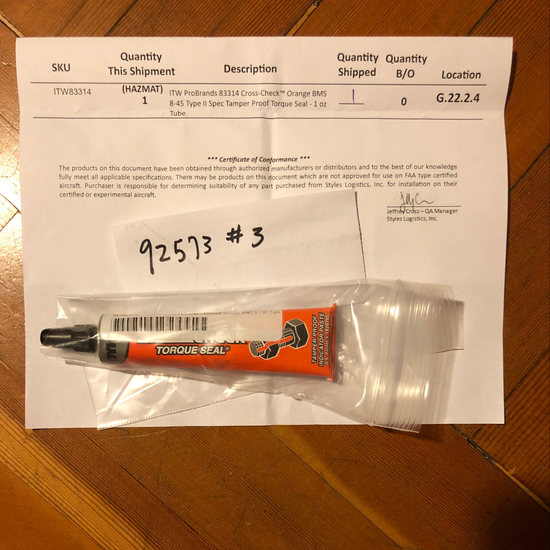 SKU Quantity This Shipment Description Quantity Shipped Quantity B/O Location
ITW83314 (HAZMAT) 1 ITW ProBrands 83314 Cross-Check™ Orange BMS 1 0 G.22.2.4
8-45 Type II Spec Tamper Proof Torque Seal - 1 oz
Tube
*** Certificate of Conformance ***
The products on this document have been obtained through authorized manufacturers or distributors and to the best of our knowledge
fully meet all applicable specifications. There may be products on this document which are not approved for use on FAA type certified
aircraft. Purchaser is responsible for determining suitability of any part purchased from Styles Logistics, Inc. for installation on their
certified or experimental aircraft.
Jeffrey Cross – QA Manager
Styles Logistics, Inc.
92573 #3
TORQUE SEAL®
TAMPER-PROOF
INDICATOR PASTE